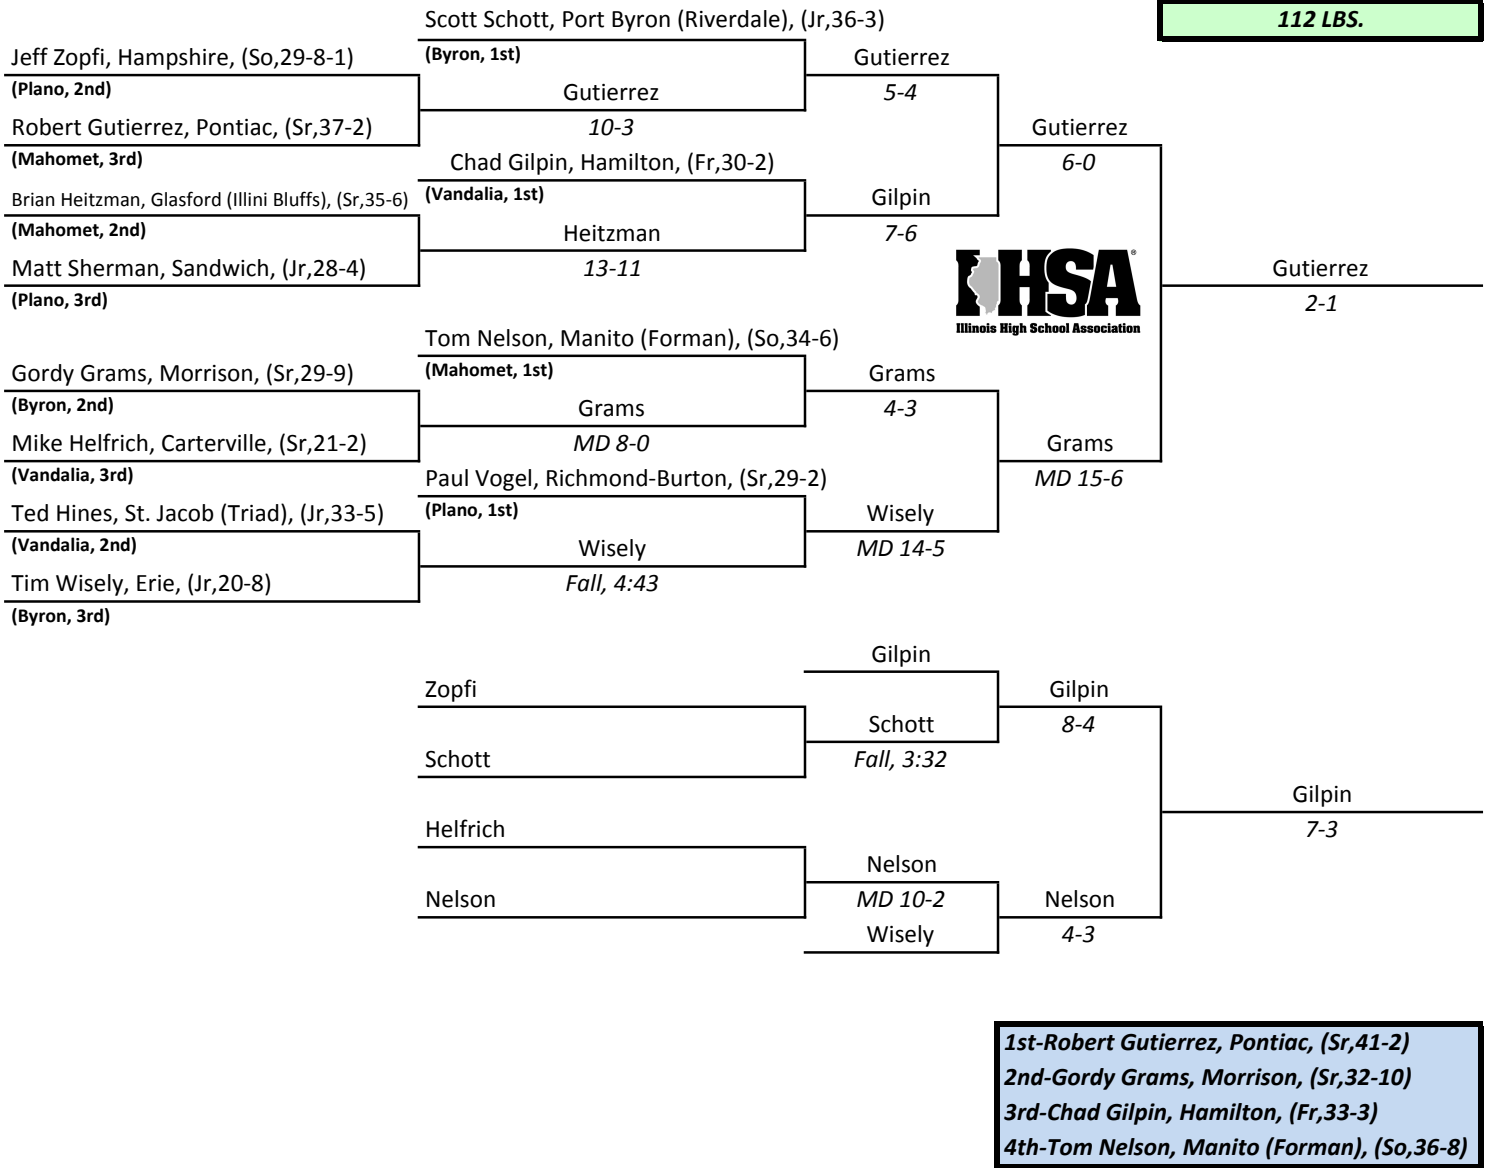 Scott Schott, Port Byron (Riverdale), (Jr,36-3)
112 LBS.
Jeff Zopfi, Hampshire, (So,29-8-1)
(Byron, 1st)
Gutierrez
(Plano, 2nd)
Gutierrez
5-4
Robert Gutierrez, Pontiac, (Sr,37-2)
10-3
Gutierrez
(Mahomet, 3rd)
Chad Gilpin, Hamilton, (Fr,30-2)
6-0
Brian Heitzman, Glasford (Illini Bluffs), (Sr,35-6)
(Vandalia, 1st)
Gilpin
(Mahomet, 2nd)
Heitzman
7-6
Matt Sherman, Sandwich, (Jr,28-4)
13-11
IHSA®
Illinois High School Association
Gutierrez
(Plano, 3rd)
2-1
Tom Nelson, Manito (Forman), (So,34-6)
Gordy Grams, Morrison, (Sr,29-9)
(Mahomet, 1st)
Grams
(Byron, 2nd)
Grams
4-3
Mike Helfrich, Carterville, (Sr,21-2)
MD 8-0
Grams
(Vandalia, 3rd)
Paul Vogel, Richmond-Burton, (Sr,29-2)
MD 15-6
Ted Hines, St. Jacob (Triad), (Jr,33-5)
(Plano, 1st)
Wisely
(Vandalia, 2nd)
Wisely
MD 14-5
Tim Wisely, Erie, (Jr,20-8)
Fall, 4:43
(Byron, 3rd)
Gilpin
Zopfi
Gilpin
Schott
8-4
Schott
Fall, 3:32
Gilpin
Helfrich
7-3
Nelson
Nelson
MD 10-2
Nelson
Wisely
4-3
1st-Robert Gutierrez, Pontiac, (Sr,41-2)
2nd-Gordy Grams, Morrison, (Sr,32-10)
3rd-Chad Gilpin, Hamilton, (Fr,33-3)
4th-Tom Nelson, Manito (Forman), (So,36-8)